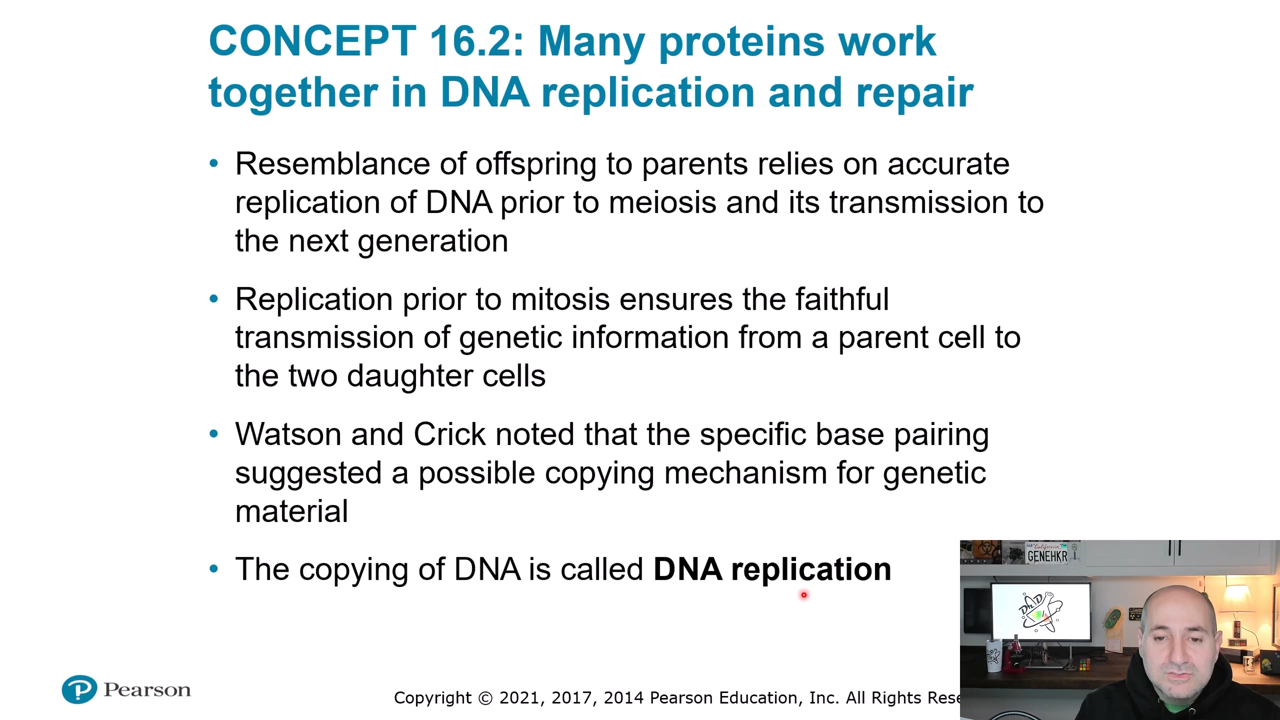 CONCEPT 16.2: Many proteins work
together in DNA replication and repair
• Resemblance of offspring to parents relies on accurate
replication of DNA prior to meiosis and its transmission to
the next generation
• Replication prior to mitosis ensures the faithful
transmission of genetic information from a parent cell to
the two daughter cells
• Watson and Crick noted that the specific base pairing
suggested a possible copying mechanism for genetic
material
• The copying of DNA is called DNA replication
GENEHKR
Pearson
Copyright © 2021, 2017, 2014 Pearson Education, Inc. All Rights Rese